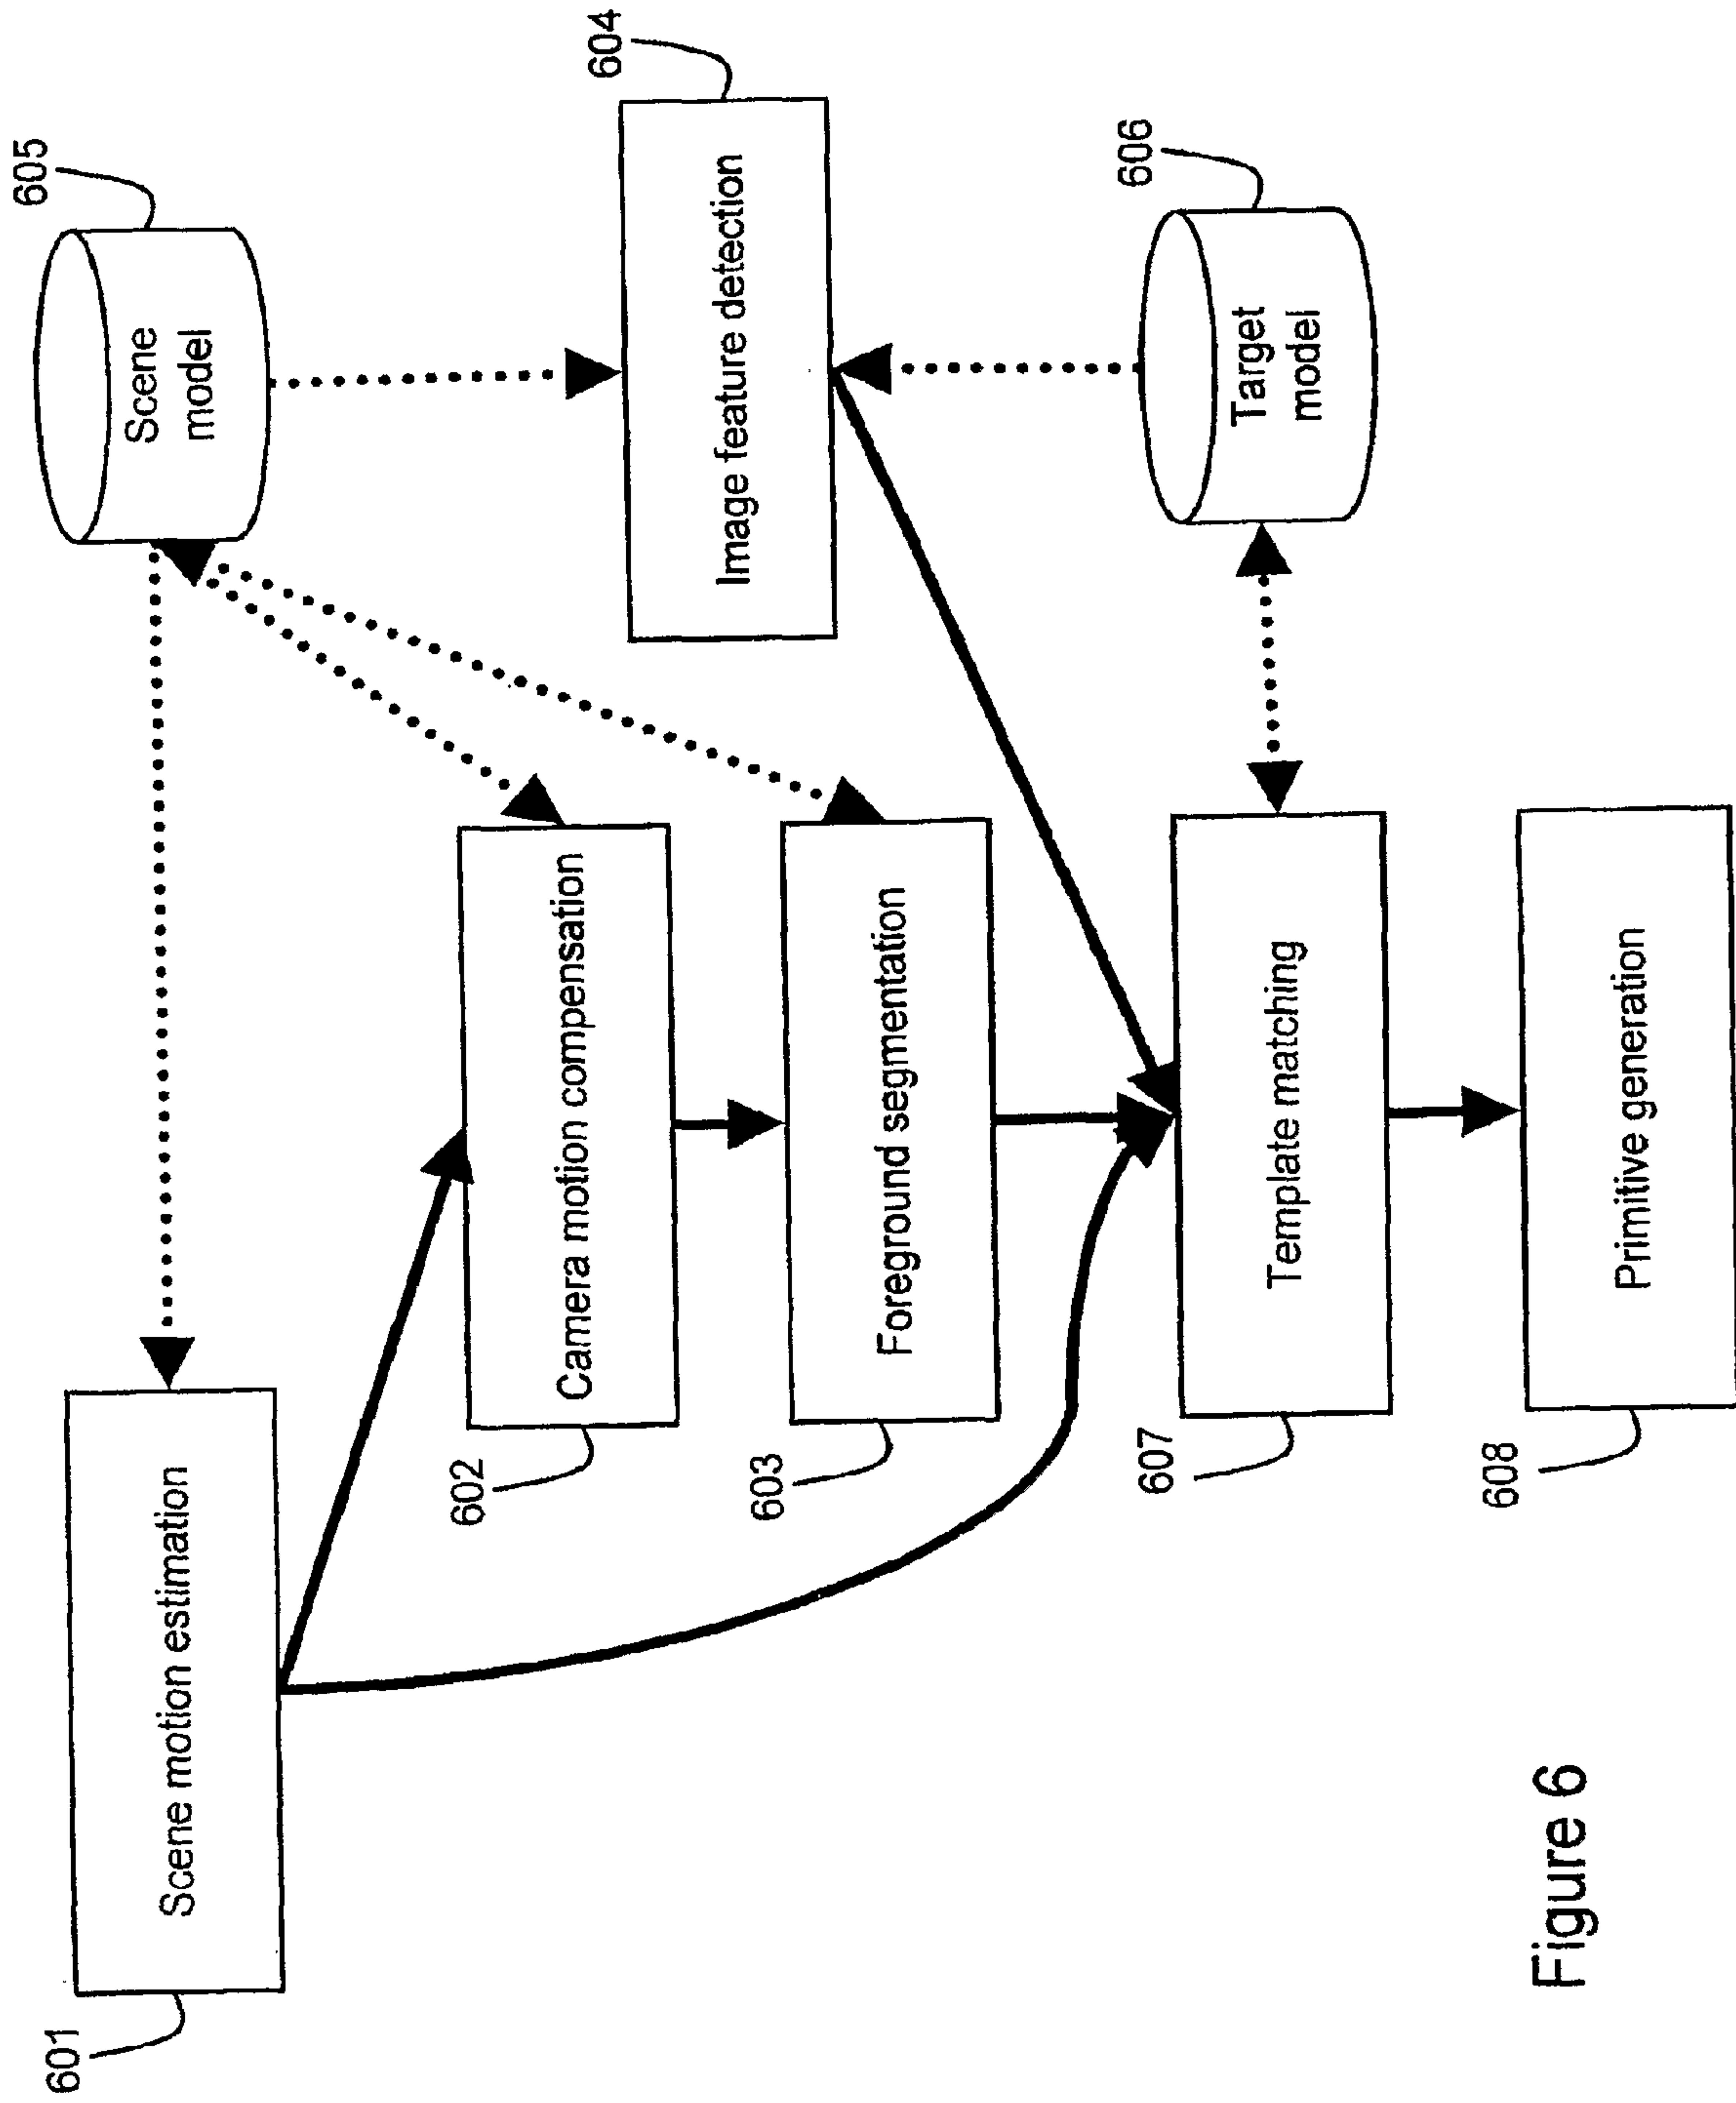 605
Scene
model
601
Scene motion estimation
604
Image feature detection
602
Camera motion compensation
603
Foreground segmentation
606
Target
model
607
Template matching
608
Primitive generation
Figure 6